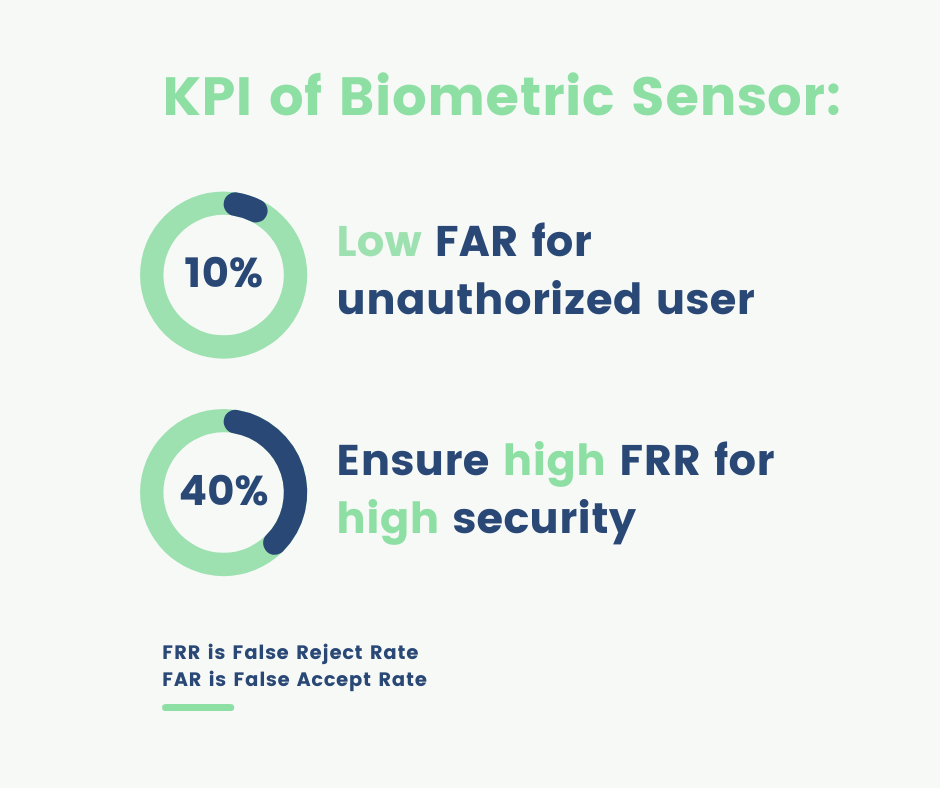 KPI of Biometric Sensor:
10%
Low FAR for
unauthorized user
40%
Ensure high FRR for
high security
FRR is False Reject Rate
FAR is False Accept Rate